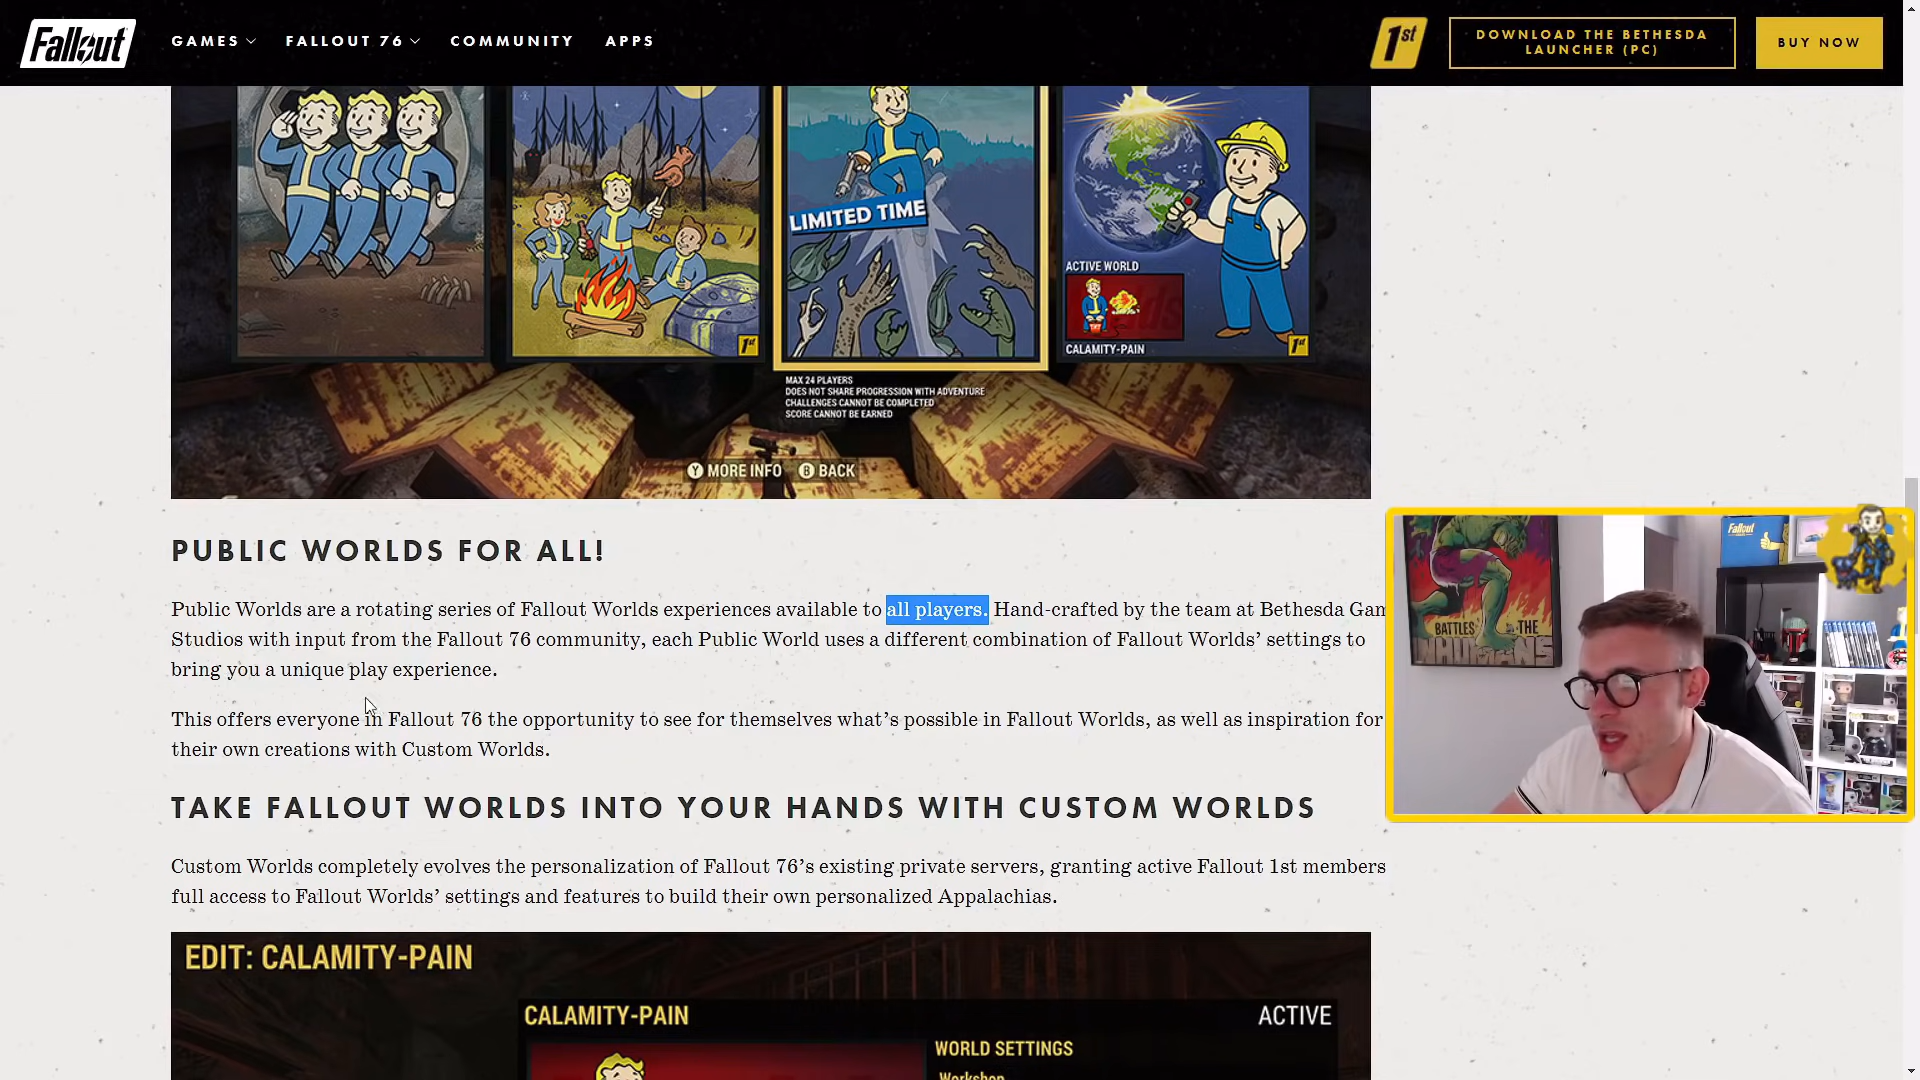 Fallout
GAMES
FALLOUT 76
COMMUNITY
APPS
1st
DOWNLOAD THE BETHESDA
LAUNCHER (PC)
BUY NOW
LIMITED TIME
ACTIVE WORLD
CALAMITY-PAIN
1st
1st
MAX 24 PLAYERS
DOES NOT SHARE PROGRESSION WITH ADVENTURE
CHALLENGES CANNOT BE COMPLETED
SCORE CANNOT BE EARNED
Y MORE INFO B BACK
PUBLIC WORLDS FOR ALL!
Public Worlds are a rotating series of Fallout Worlds experiences available to all players. Hand-crafted by the team at Bethesda Gam
Studios with input from the Fallout 76 community, each Public World uses a different combination of Fallout Worlds’ settings to
bring you a unique play experience.
This offers everyone in Fallout 76 the opportunity to see for themselves what’s possible in Fallout Worlds, as well as inspiration for
their own creations with Custom Worlds.
TAKE FALLOUT WORLDS INTO YOUR HANDS WITH CUSTOM WORLDS
Custom Worlds completely evolves the personalization of Fallout 76’s existing private servers, granting active Fallout 1st members
full access to Fallout Worlds’ settings and features to build their own personalized Appalachias.
Fallout
BATTLES THE
INHUMANS
EDIT: CALAMITY-PAIN
CALAMITY-PAIN
ACTIVE
WORLD SETTINGS
Workshop